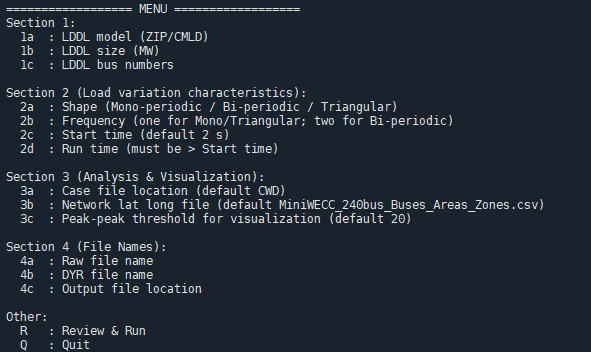 ================== MENU ==================
Section 1:
  1a  : LDDL model (ZIP/CMLD)
  1b  : LDDL size (MW)
  1c  : LDDL bus numbers

Section 2 (Load variation characteristics):
  2a  : Shape (Mono-periodic / Bi-periodic / Triangular)
  2b  : Frequency (one for Mono/Triangular; two for Bi-periodic)
  2c  : Start time (default 2 s)
  2d  : Run time (must be > Start time)

Section 3 (Analysis & Visualization):
  3a  : Case file location (default CWD)
  3b  : Network lat long file (default MiniWECC_240bus_Buses_Areas_Zones.csv)
  3c  : Peak-peak threshold for visualization (default 20)

Section 4 (File Names):
  4a  : Raw file name
  4b  : DYR file name
  4c  : Output file location

Other:
  R   : Review & Run
  Q   : Quit